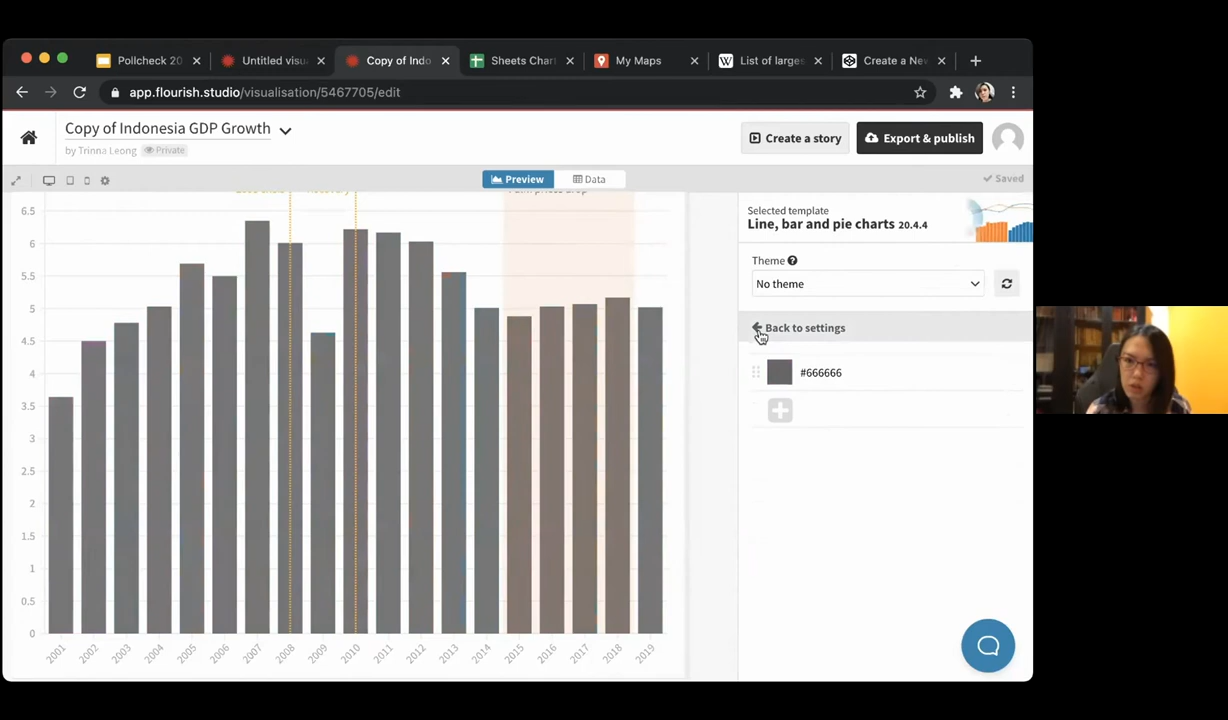 Pollcheck 20
Untitled visu
Copy of Indo
Sheets Chart
My Maps
List of large
Create a New
app.flourish.studio/visualisation/5467705/edit
Copy of Indonesia GDP Growth
by Trinna Leong Private
Create a story
Export & publish
Preview
Data
Saved
Selected template
Line, bar and pie charts 20.4.4
Theme
No theme
Back to settings
#666666
6.5
6
5.5
5
4.5
4
3.5
3
2.5
2
1.5
1
0.5
0
2001
2002
2003
2004
2005
2006
2007
2008
2009
2010
2011
2012
2013
2014
2015
2016
2017
2018
2019